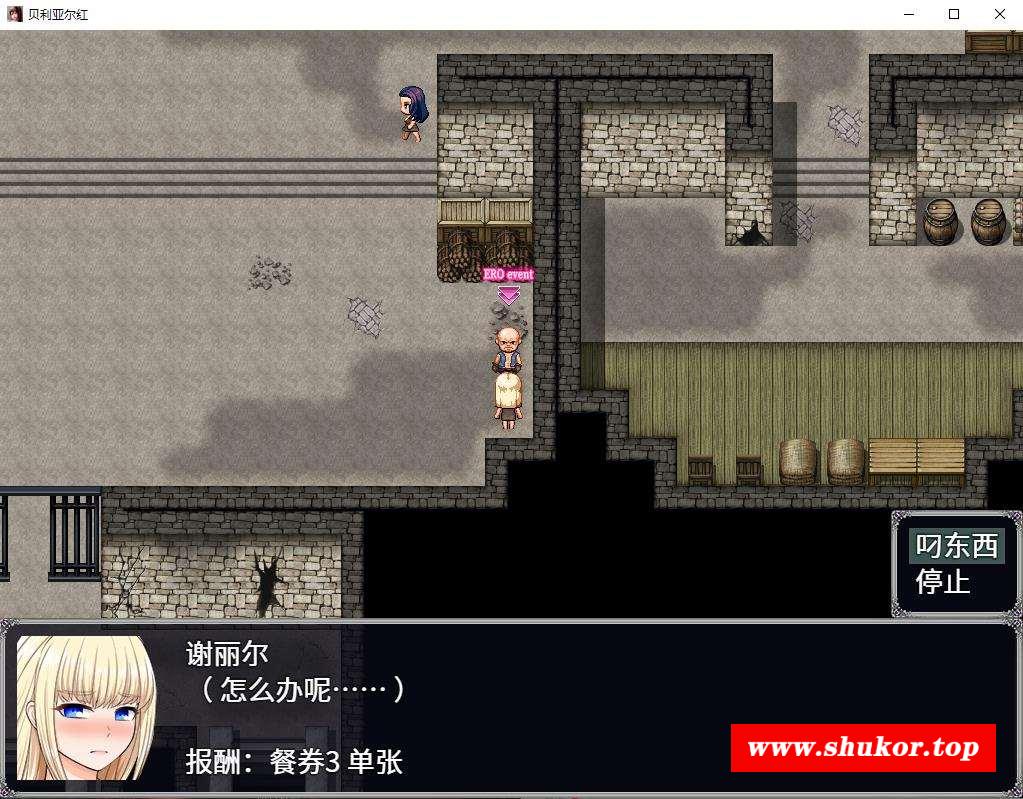 贝利亚尔红
ERO event
叼东西
停止
谢丽尔
（怎么办呢……）
报酬：餐券3 单张
www.shukor.top